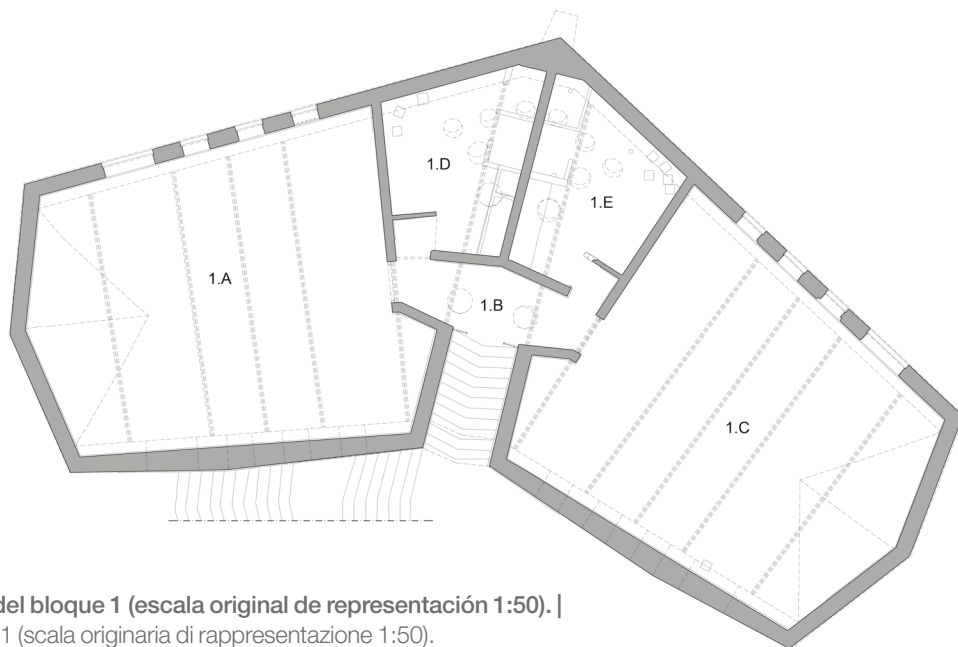 1.D
1.E
1.A
1.B
1.C
del bloque 1 (escala original de representación 1:50). |
1 (scala originaria di rappresentazione 1:50).